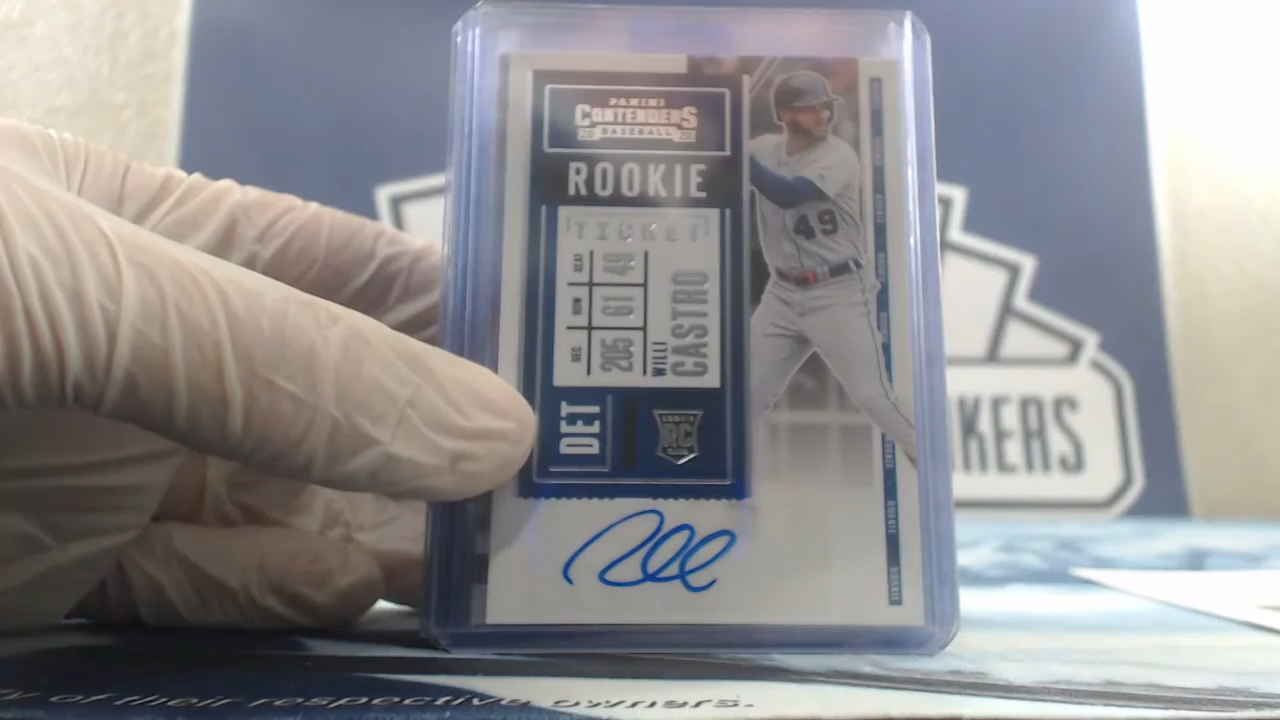 PANINI
CONTENDERS
20 BASEBALL 20
ROOKIE
TICKET
SEAT 49
ROW 61
SEC 205
WILLI
CASTRO
DET
ROOKIE
RC
49
KERS
ty of their respective owners.